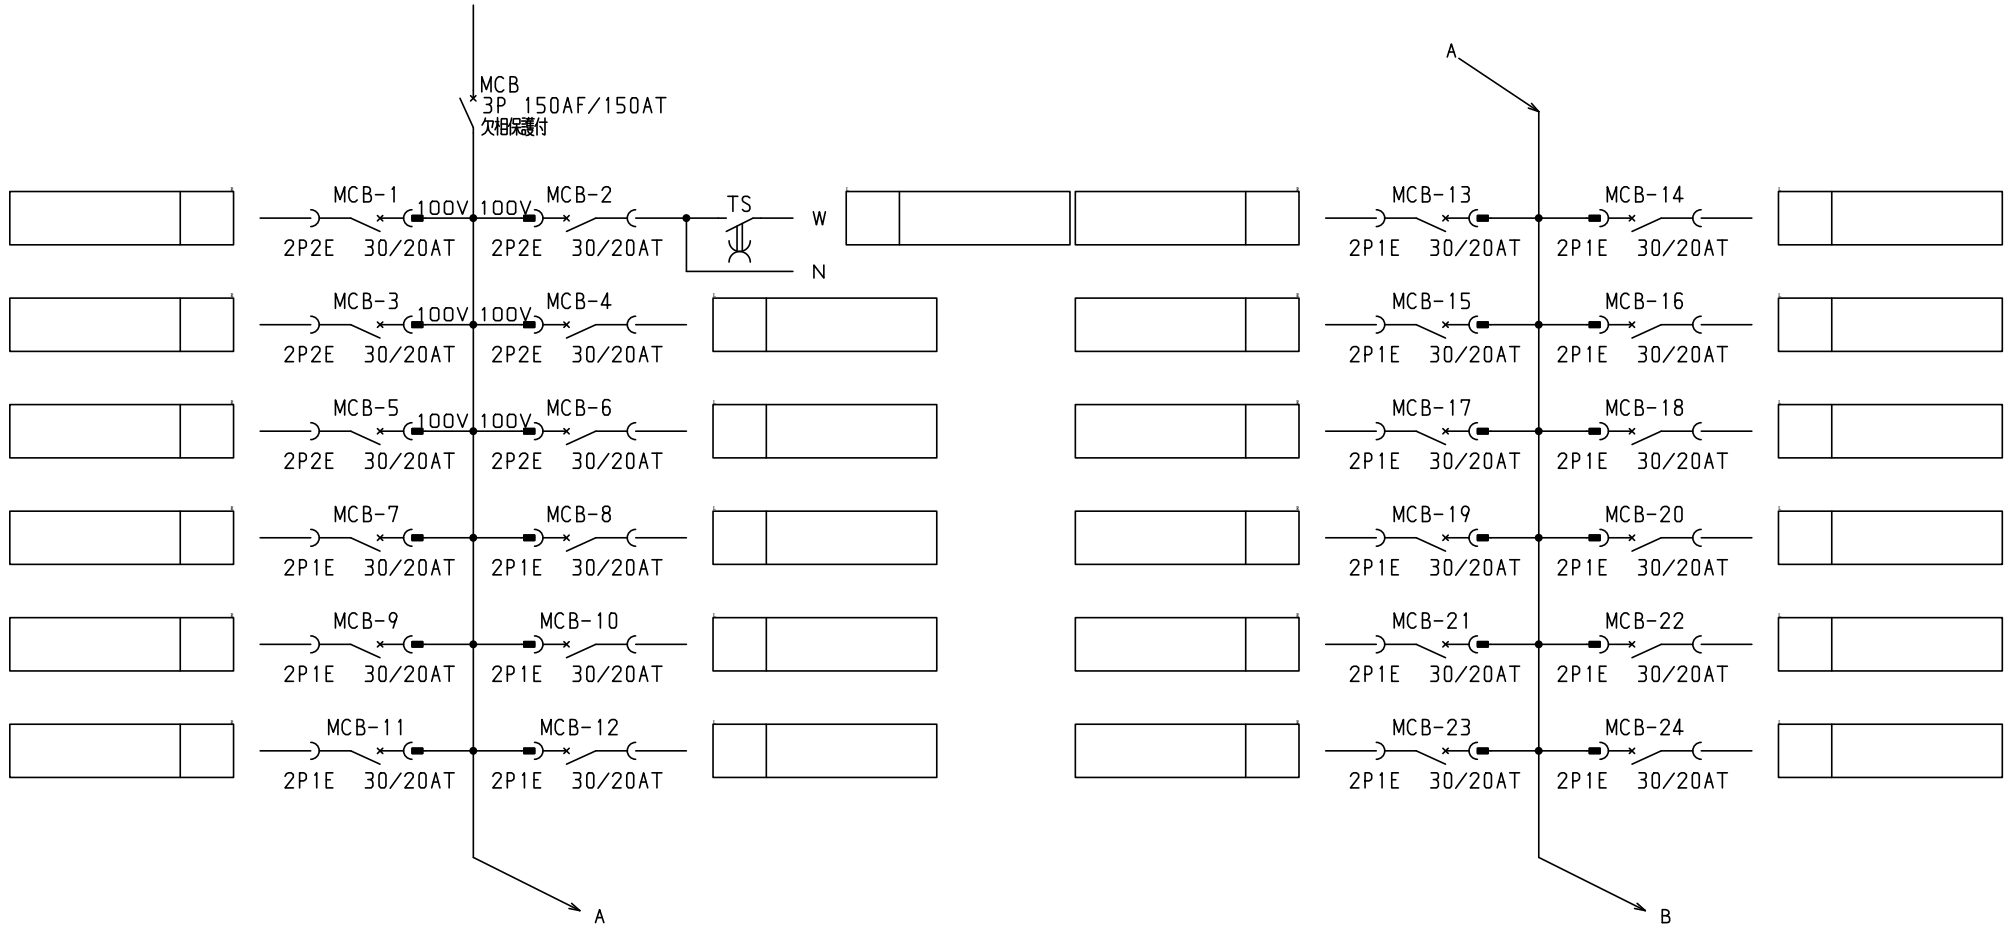 MCB
3P 150AF/150AT
欠相保護付
MCB-1 100V 100V MCB-2 TS W
2P2E 30/20AT 2P2E 30/20AT N
MCB-3 100V 100V MCB-4
2P2E 30/20AT 2P2E 30/20AT
MCB-5 100V 100V MCB-6
2P2E 30/20AT 2P2E 30/20AT
MCB-7 MCB-8
2P1E 30/20AT 2P1E 30/20AT
MCB-9 MCB-10
2P1E 30/20AT 2P1E 30/20AT
MCB-11 MCB-12
2P1E 30/20AT 2P1E 30/20AT
A
A
MCB-13 MCB-14
2P1E 30/20AT 2P1E 30/20AT
MCB-15 MCB-16
2P1E 30/20AT 2P1E 30/20AT
MCB-17 MCB-18
2P1E 30/20AT 2P1E 30/20AT
MCB-19 MCB-20
2P1E 30/20AT 2P1E 30/20AT
MCB-21 MCB-22
2P1E 30/20AT 2P1E 30/20AT
MCB-23 MCB-24
2P1E 30/20AT 2P1E 30/20AT
B